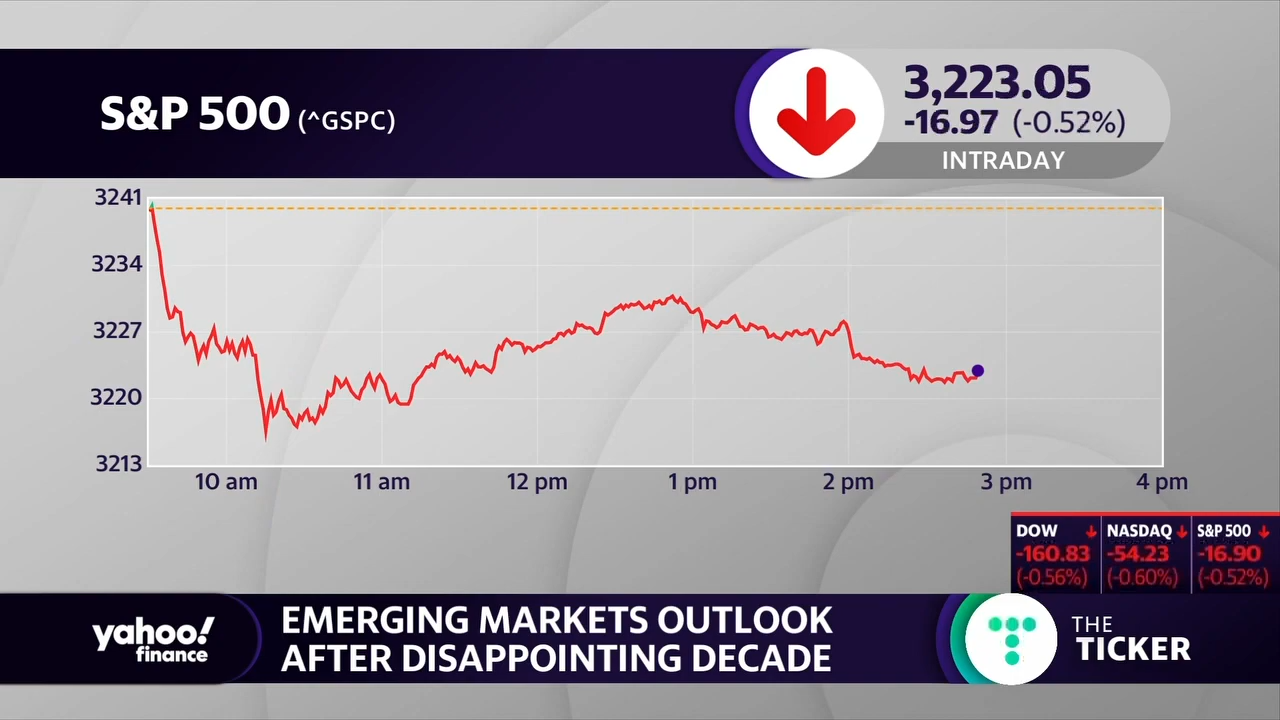 S&P 500 (^GSPC)
3,223.05
-16.97 (-0.52%)
INTRADAY
3241
3234
3227
3220
3213
10 am 11 am 12 pm 1 pm 2 pm 3 pm 4 pm
DOW NASDAQ S&P 500
-160.83 -54.23 -16.90
(-0.56%) (-0.60%) (-0.52%)
yahoo!
finance
EMERGING MARKETS OUTLOOK
AFTER DISAPPOINTING DECADE
THE
TICKER